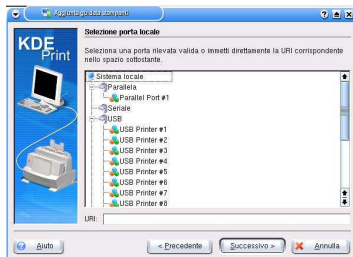 Aggiunta guidata stampanti
KDE
Print
Selezione porta locale
Seleziona una porta rilevata valida o immetti direttamente la URI corrispondente
nello spazio sottostante.
Sistema locale
Parallela
Parallel Port #1
Seriale
USB
USB Printer #1
USB Printer #2
USB Printer #3
USB Printer #4
USB Printer #5
USB Printer #6
USB Printer #7
USB Printer #8
URI:
Aiuto
< Precedente
Successivo >
Annulla